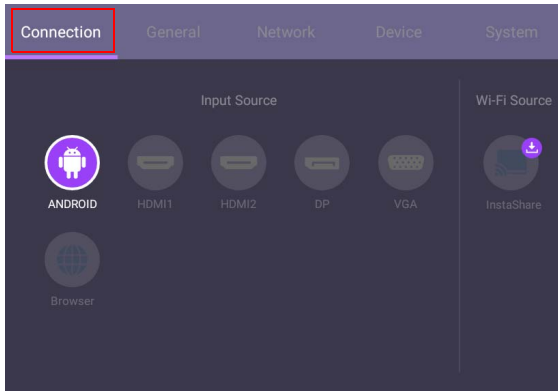 Connection General Network Device System
Input Source Wi-Fi Source
ANDROID HDMI1 HDMI2 DP VGA InstaShare
Browser